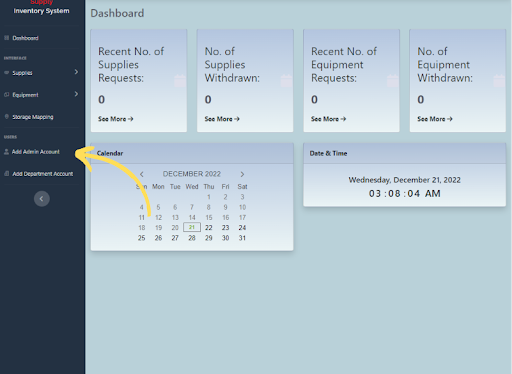 Supply
Inventory System
Dashboard
INTERFACE
Supplies
Equipment
Storage Mapping
USERS
Add Admin Account
Add Department Account
Dashboard
Recent No. of
Supplies
Requests:
0
See More
No. of
Supplies
Withdrawn:
0
See More
Recent No. of
Equipment
Requests:
0
See More
No. of
Equipment
Withdrawn:
0
See More
Calendar
DECEMBER 2022
Sun Mon Tue Wed Thu Fri Sat
1 2 3
4 5 6 7 8 9 10
11 12 13 14 15 16 17
18 19 20 21 22 23 24
25 26 27 28 29 30 31
Date & Time
Wednesday, December 21, 2022
03 : 08 : 04 AM